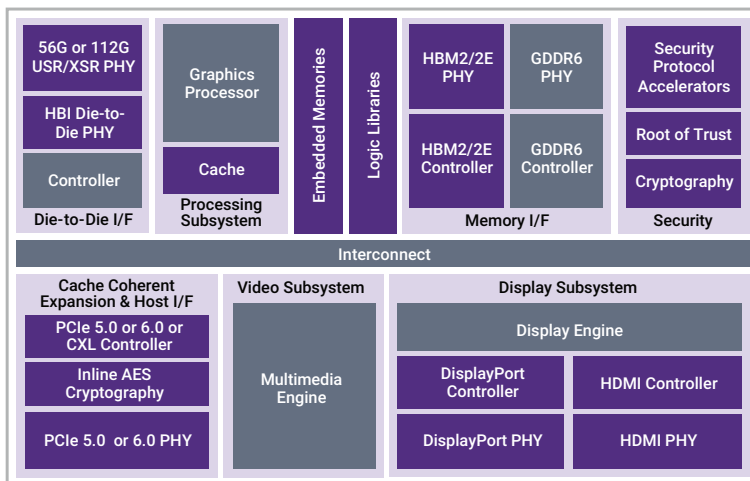 56G or 112G
USR/XSR PHY
HBI Die-to-
Die PHY
Controller
Die-to-Die I/F
Graphics
Processor
Cache
Processing
Subsystem
Embedded Memories
Logic Libraries
HBM2/2E
PHY
GDDR6
PHY
HBM2/2E
Controller
GDDR6
Controller
Memory I/F
Security
Protocol
Accelerators
Root of Trust
Cryptography
Security
Interconnect
Cache Coherent
Expansion & Host I/F
PCIe 5.0 or 6.0 or
CXL Controller
Inline AES
Cryptography
PCIe 5.0 or 6.0 PHY
Video Subsystem
Multimedia
Engine
Display Subsystem
Display Engine
DisplayPort
Controller
HDMI Controller
DisplayPort PHY
HDMI PHY